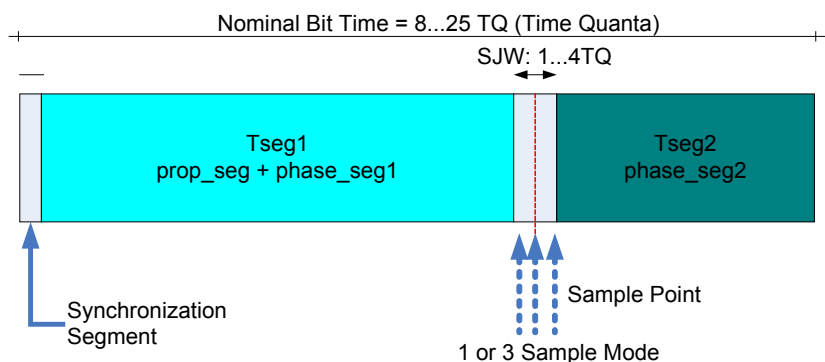 Nominal Bit Time = 8...25 TQ (Time Quanta)
SJW: 1...4TQ
Tseg1
prop_seg + phase_seg1
Tseg2
phase_seg2
Sample Point
Synchronization
Segment
1 or 3 Sample Mode